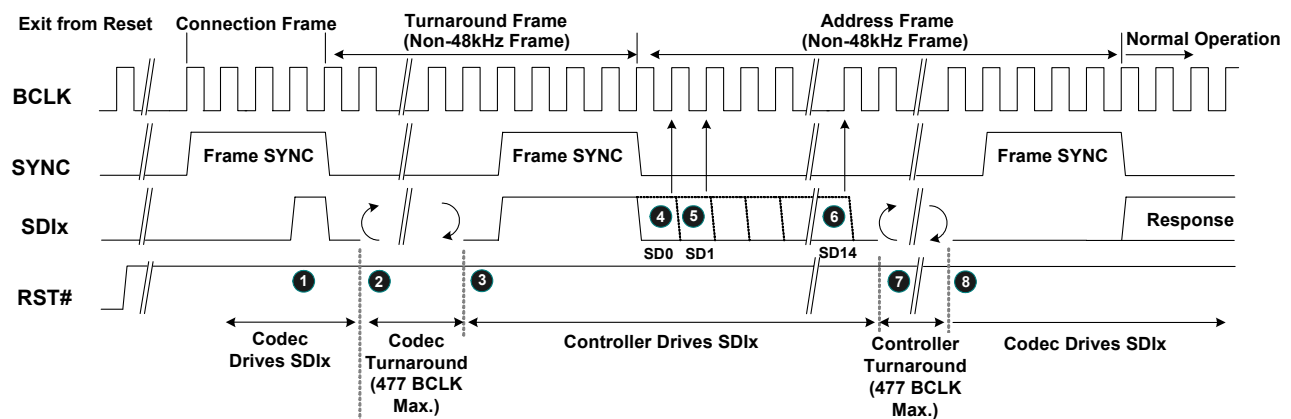 Exit from Reset
Connection Frame
Turnaround Frame
(Non-48kHz Frame)
Address Frame
(Non-48kHz Frame)
Normal Operation
BCLK
SYNC
Frame SYNC
Frame SYNC
Frame SYNC
SDIx
4
5
6
Response
SD0
SD1
SD14
RST#
1
2
3
7
8
Codec
Drives SDIx
Codec
Turnaround
(477 BCLK
Max.)
Controller Drives SDIx
Controller
Turnaround
(477 BCLK
Max.)
Codec Drives SDIx